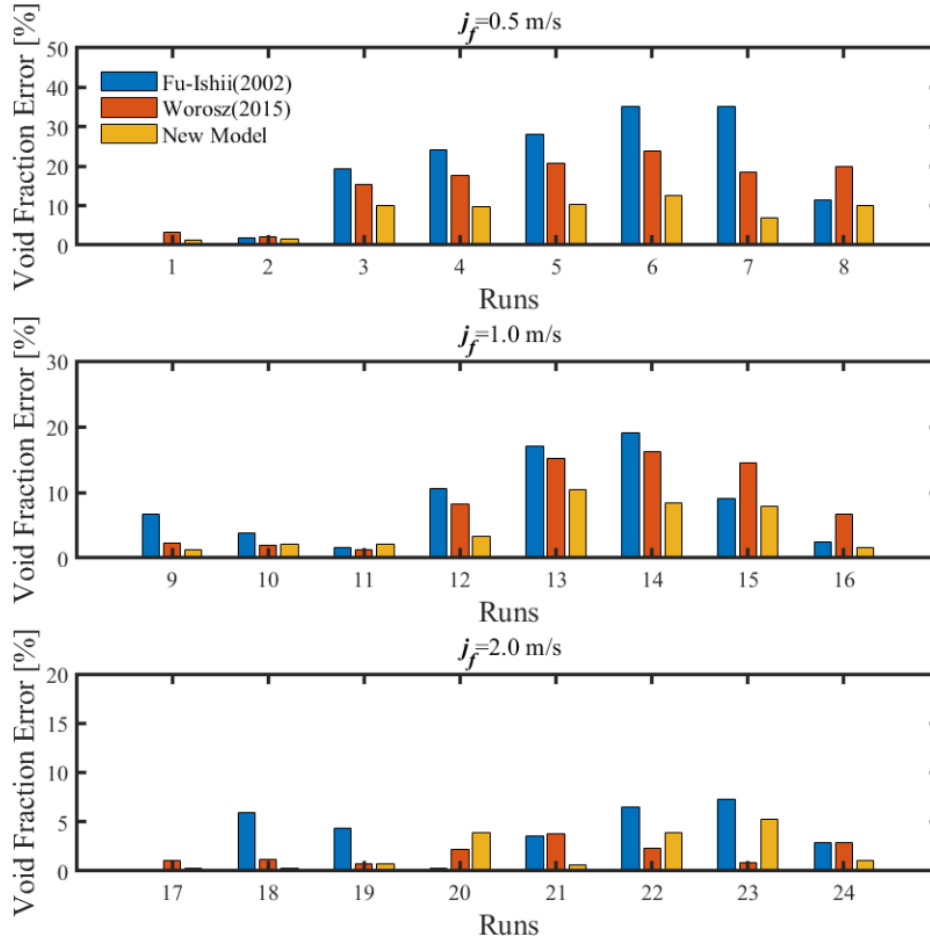 j_f=0.5 m/s
Void Fraction Error [%]
50
40
30
20
10
0
Fu-Ishii(2002)
Worosz(2015)
New Model
1 2 3 4 5 6 7 8
Runs
j_f=1.0 m/s
Void Fraction Error [%]
30
20
10
0
9 10 11 12 13 14 15 16
Runs
j_f=2.0 m/s
Void Fraction Error [%]
20
15
10
5
0
17 18 19 20 21 22 23 24
Runs